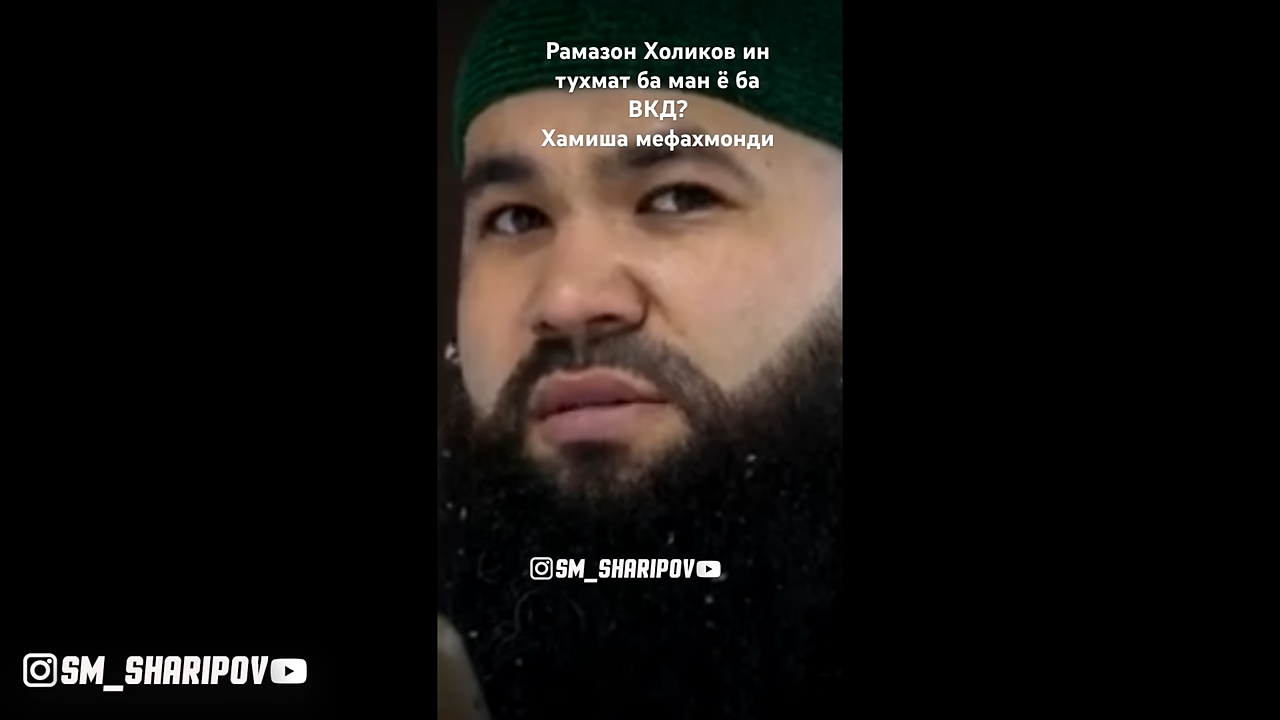 Рамазон Холиков ин
тухмат ба ман ё ба
ВКД?
Хамиша мефахмонди
SM_SHARIPOV
SM_SHARIPOV